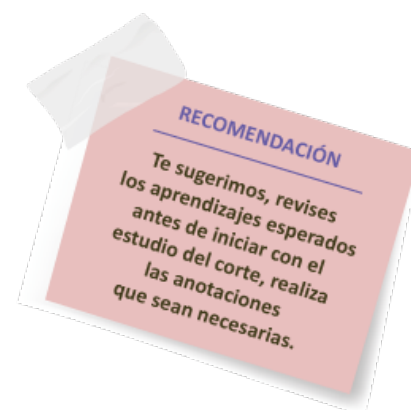 RECOMENDACIÓN
Te sugerimos, revises
los aprendizajes esperados
antes de iniciar con el
estudio del corte, realiza
las anotaciones
que sean necesarias.